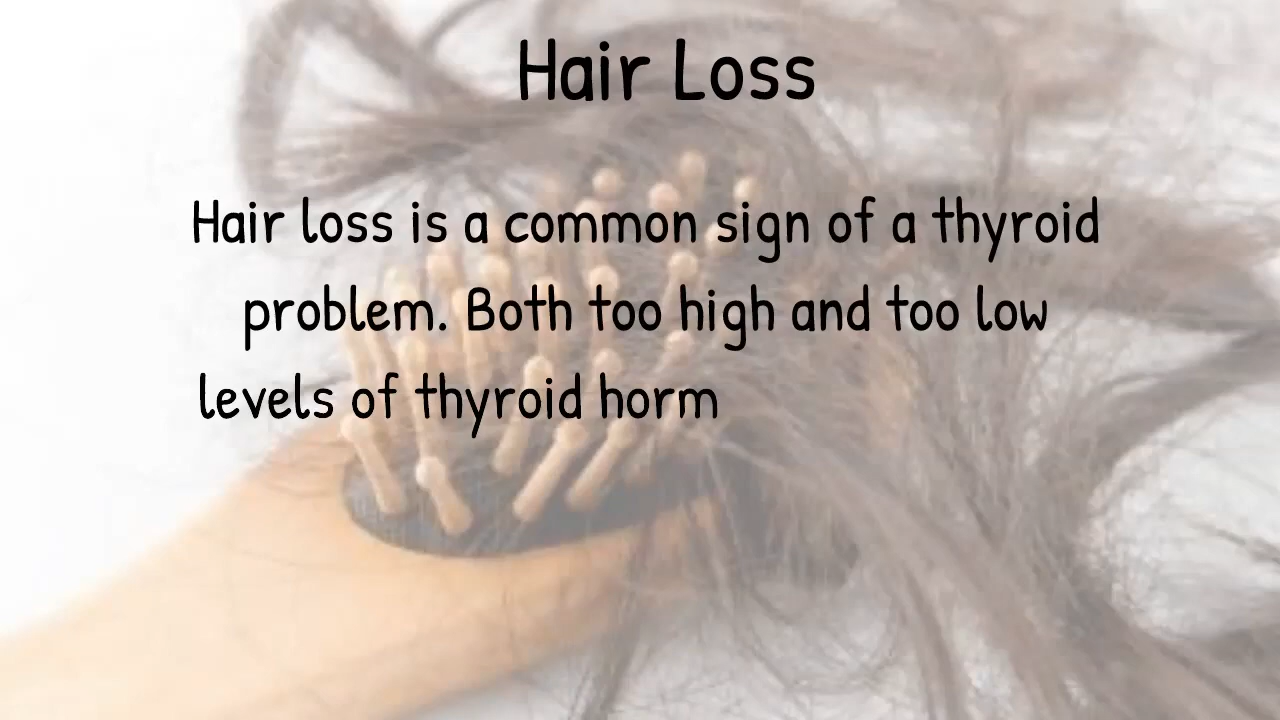 Hair Loss
Hair loss is a common sign of a thyroid
problem. Both too high and too low
levels of thyroid horm